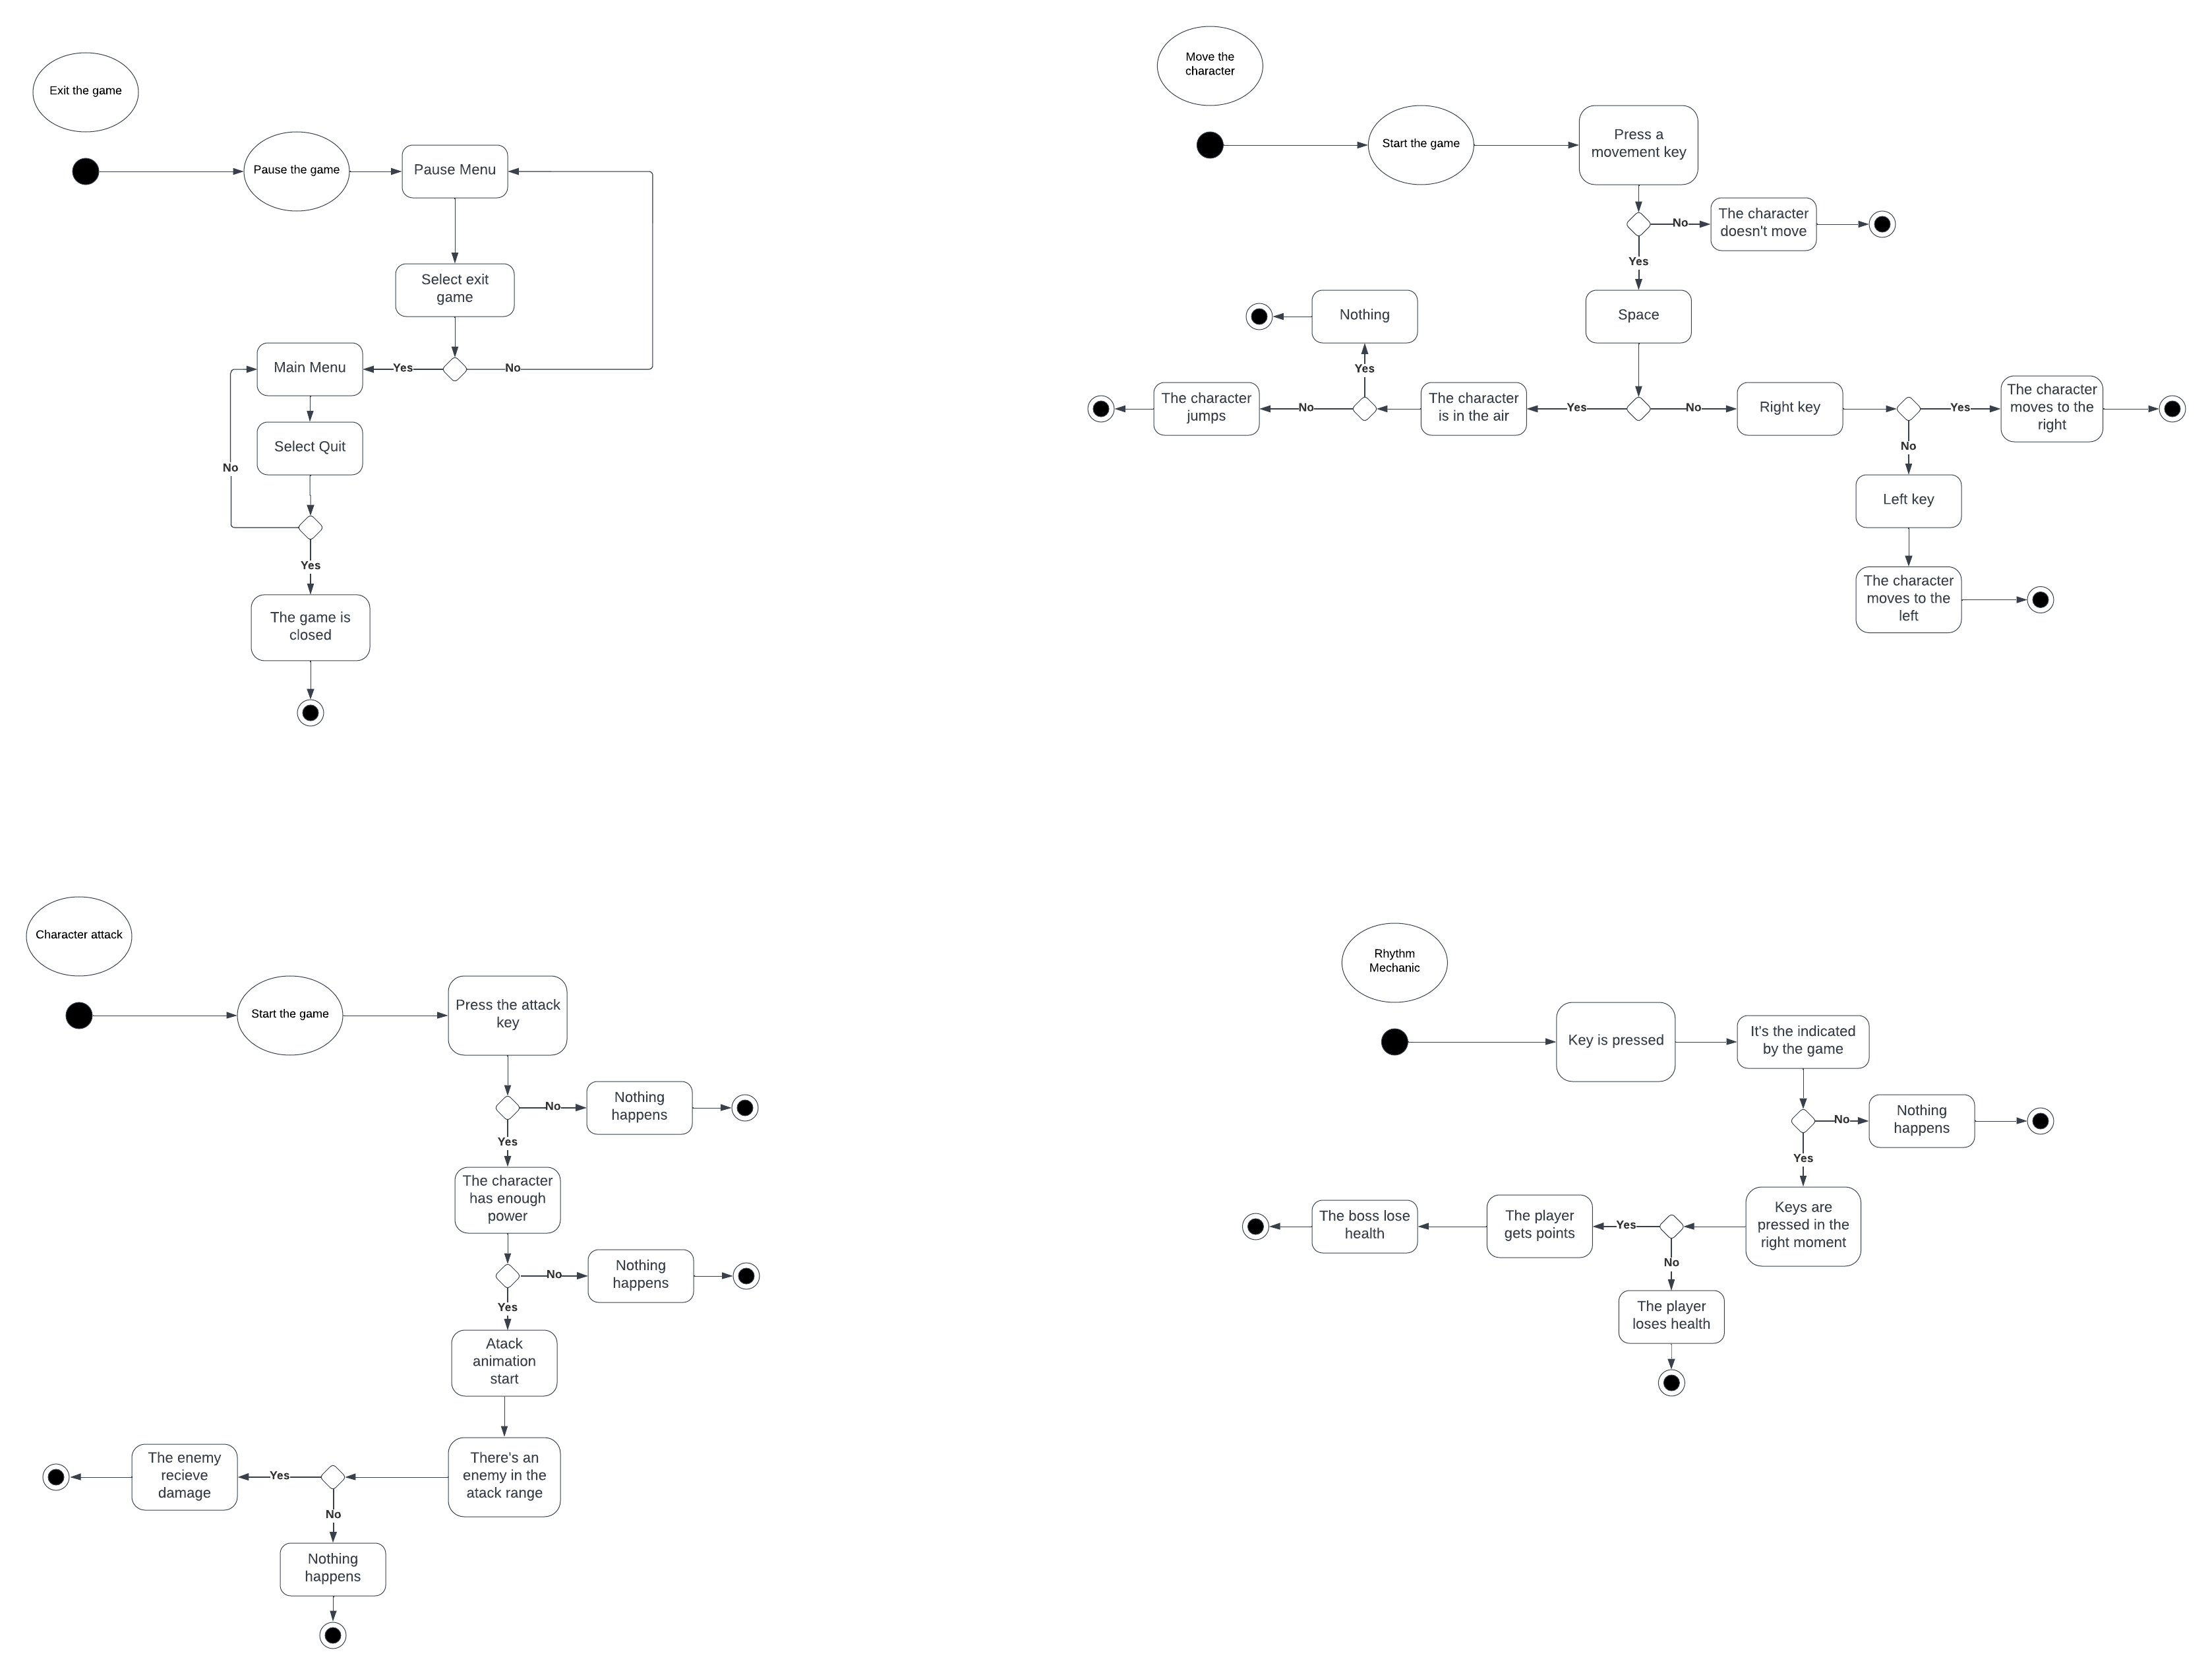 Exit the game
Pause the game
Pause Menu
Select exit
game
Main Menu
Yes
No
Select Quit
No
Yes
The game is
closed
Move the
character
Start the game
Press a
movement key
No
The character
doesn't move
Yes
Space
Nothing
Yes
The character
jumps
No
The character
is in the air
Yes
No
Right key
Yes
The character
moves to the
right
No
Left key
The character
moves to the
left
Character attack
Start the game
Press the attack
key
No
Nothing
happens
Yes
The character
has enough
power
No
Nothing
happens
Yes
Atack
animation
start
There's an
enemy in the
atack range
Yes
The enemy
recieve
damage
No
Nothing
happens
Rhythm
Mechanic
Key is pressed
It's the indicated
by the game
No
Nothing
happens
Yes
Keys are
pressed in the
right moment
Yes
The player
gets points
The boss lose
health
No
The player
loses health